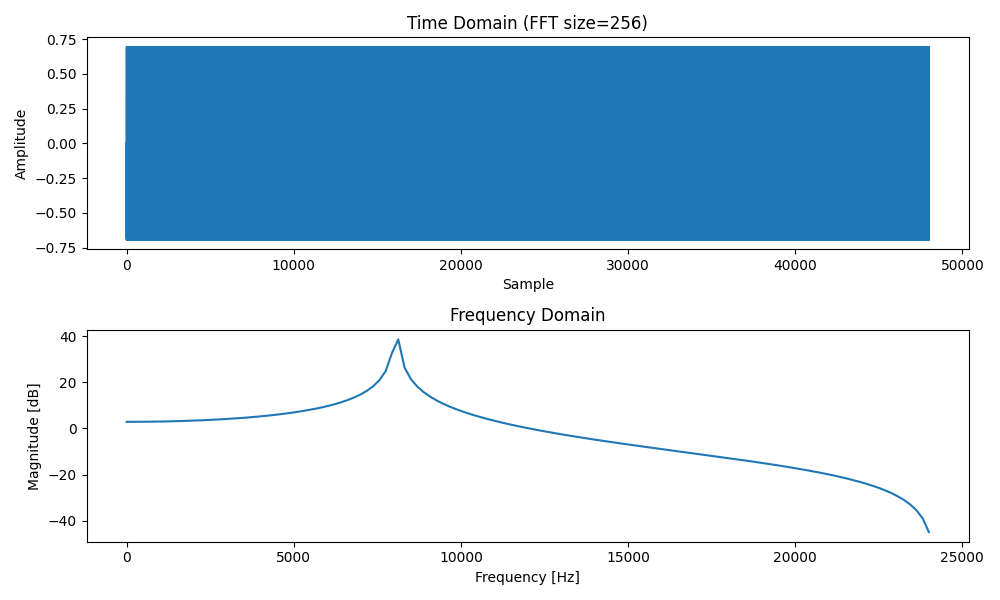 Time Domain (FFT size=256)
0.75
0.50
0.25
0.00
−0.25
−0.50
−0.75
Amplitude
0 10000 20000 30000 40000 50000
Sample
Frequency Domain
40
20
0
−20
−40
Magnitude [dB]
0 5000 10000 15000 20000 25000
Frequency [Hz]